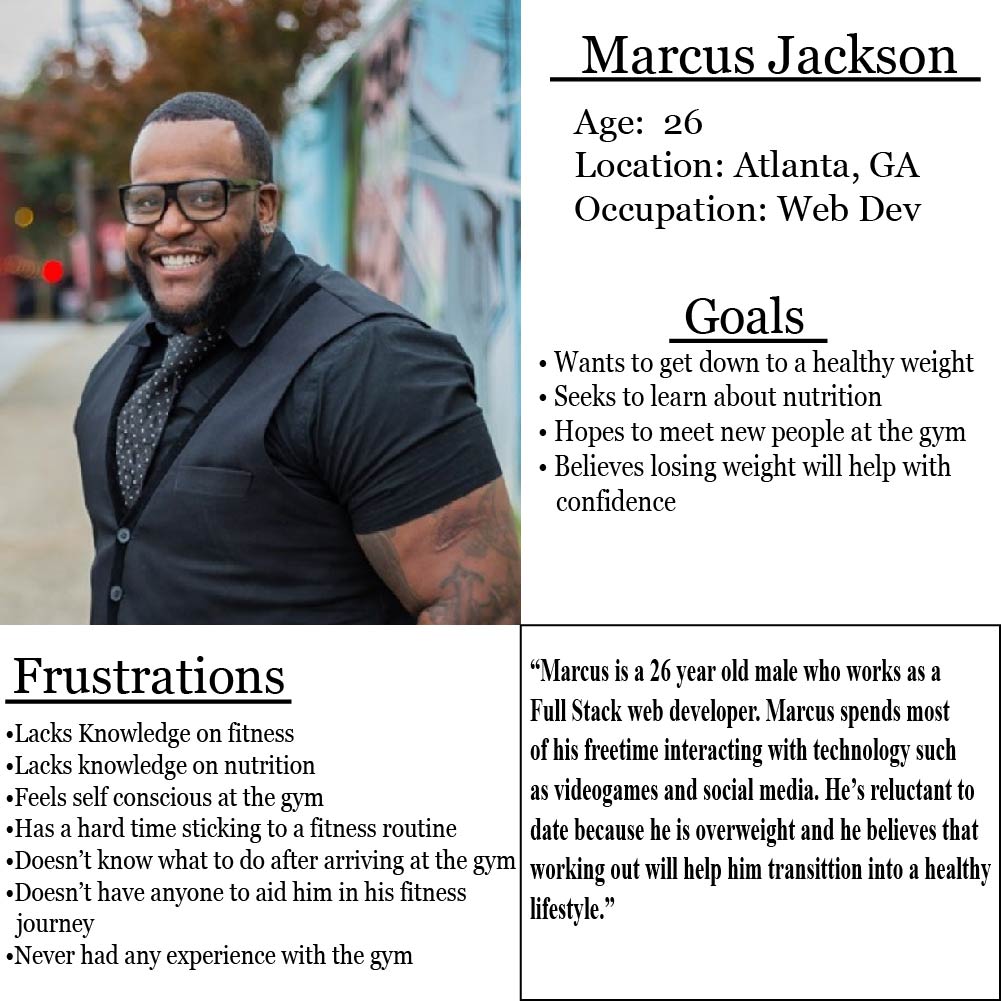 Marcus Jackson
Age:  26
Location: Atlanta, GA
Occupation: Web Dev
Goals
• Wants to get down to a healthy weight
• Seeks to learn about nutrition
• Hopes to meet new people at the gym
• Believes losing weight will help with
confidence
Frustrations
•Lacks Knowledge on fitness
•Lacks knowledge on nutrition
•Feels self conscious at the gym
•Has a hard time sticking to a fitness routine
•Doesn’t know what to do after arriving at the gym
•Doesn’t have anyone to aid him in his fitness
journey
•Never had any experience with the gym
“Marcus is a 26 year old male who works as a
Full Stack web developer. Marcus spends most
of his freetime interacting with technology such
as videogames and social media. He’s reluctant to
date because he is overweight and he believes that
working out will help him transittion into a healthy
lifestyle.”